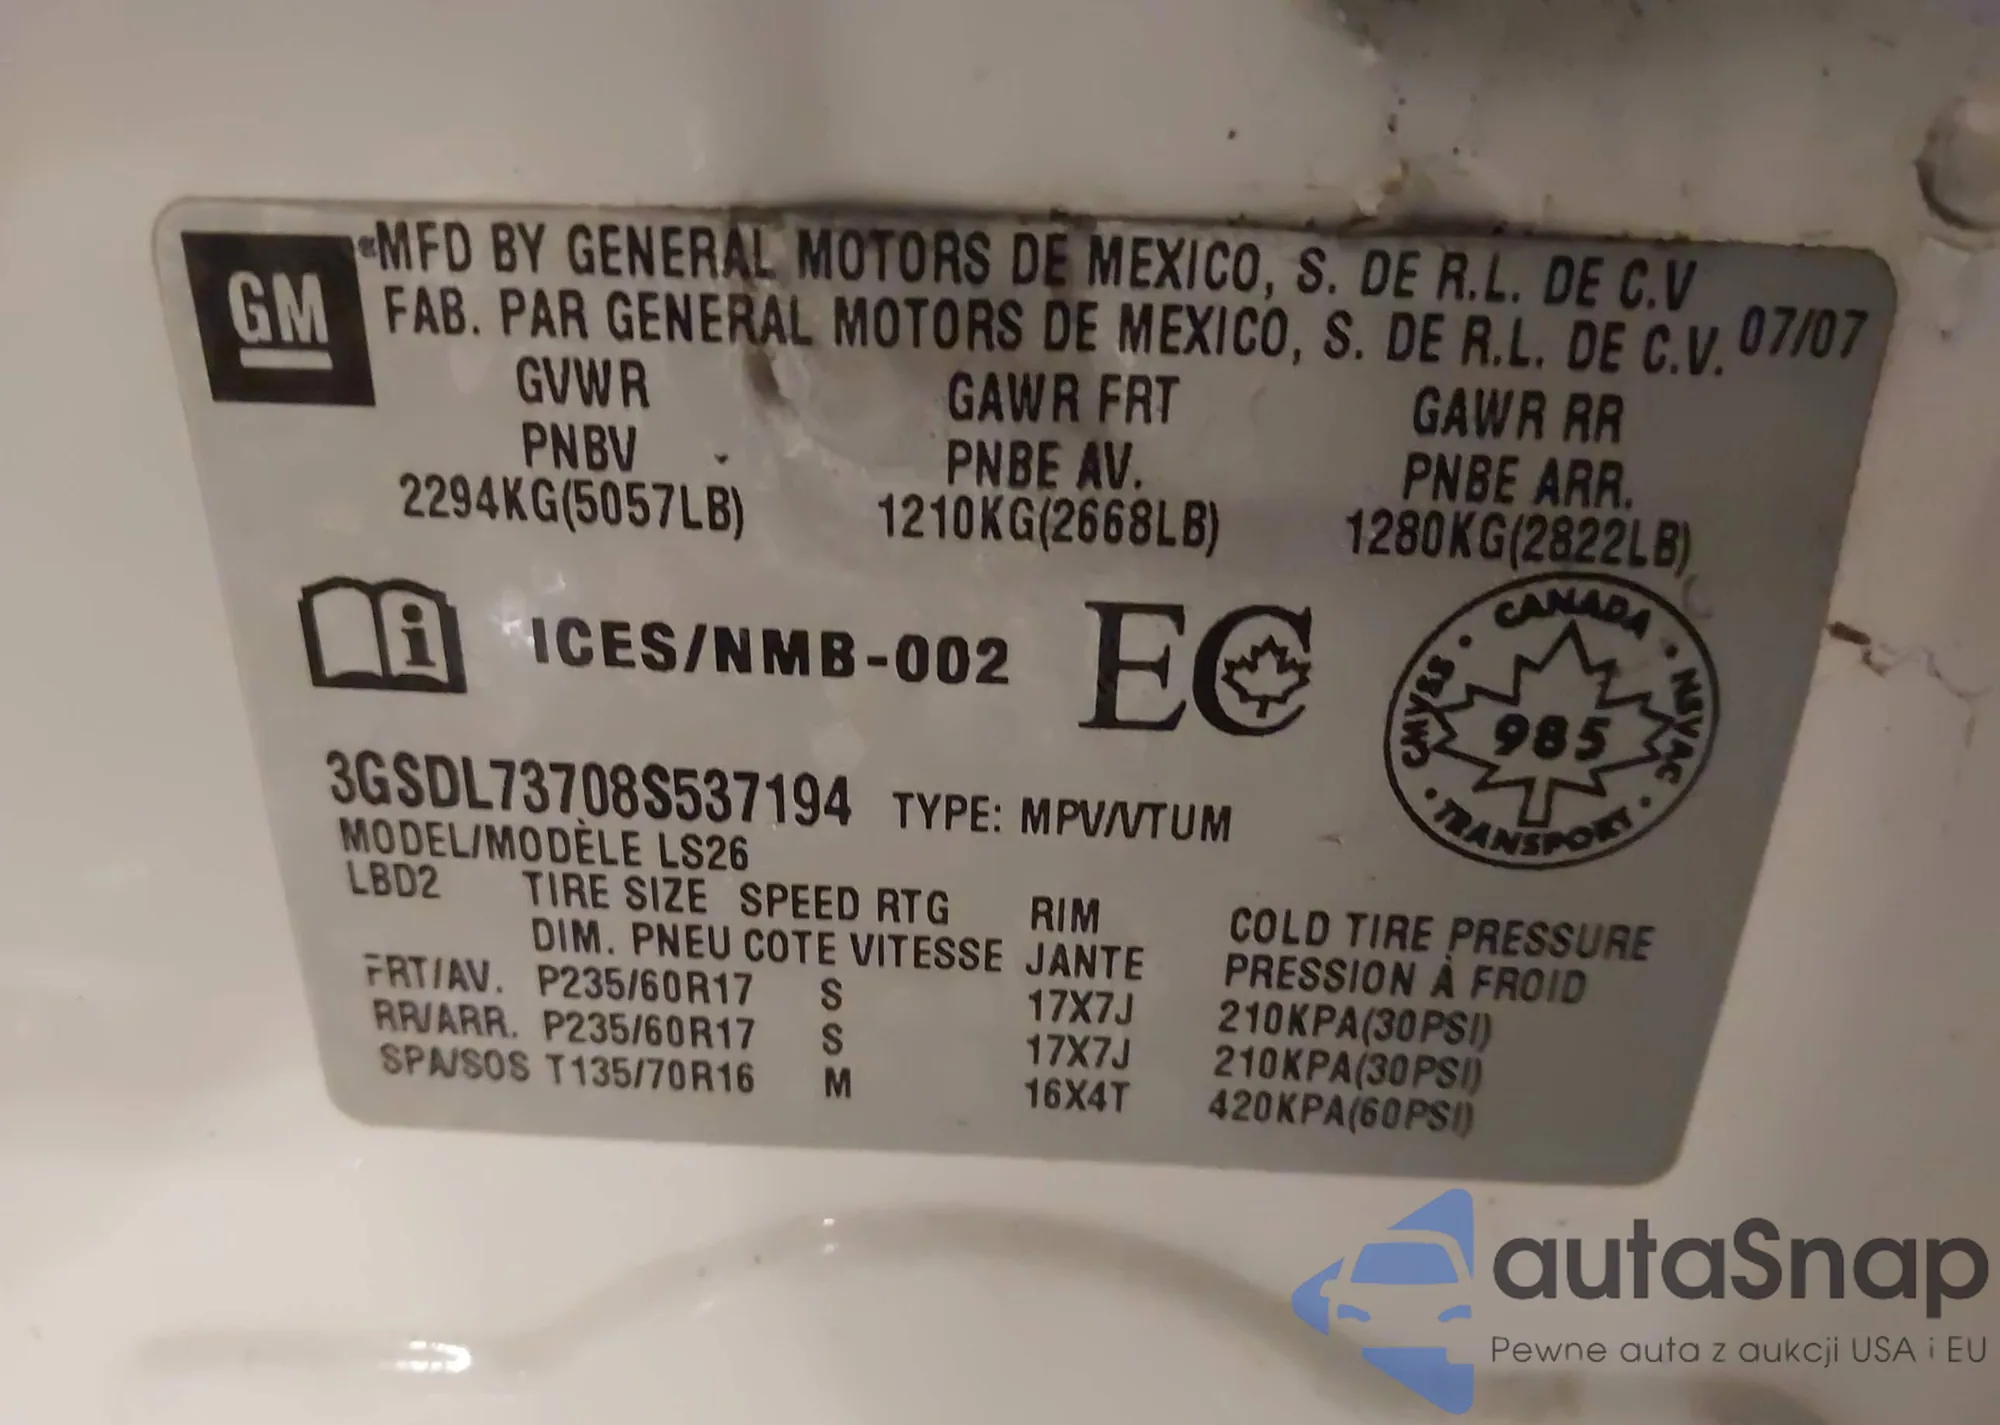 GM
MFD BY GENERAL MOTORS DE MEXICO, S. DE R.L. DE C.V
FAB. PAR GENERAL MOTORS DE MEXICO, S. DE R.L. DE C.V. 07/07
GVWR GAWR FRT GAWR RR
PNBV PNBE AV. PNBE ARR.
2294KG(5057LB) 1210KG(2668LB) 1280KG(2822LB)
i ICES/NMB-002 EC
CANADA · NSVAC · TRANSPORT · CMVSS ·
985
3GSDL73708S537194 TYPE: MPV/VTUM
MODEL/MODÈLE LS26
LBD2 TIRE SIZE SPEED RTG RIM COLD TIRE PRESSURE
DIM. PNEU COTE VITESSE JANTE PRESSION À FROID
FRT/AV. P235/60R17 S 17X7J 210KPA(30PSI)
RR/ARR. P235/60R17 S 17X7J 210KPA(30PSI)
SPA/SOS T135/70R16 M 16X4T 420KPA(60PSI)
autaSnap
Pewne auta z aukcji USA i EU